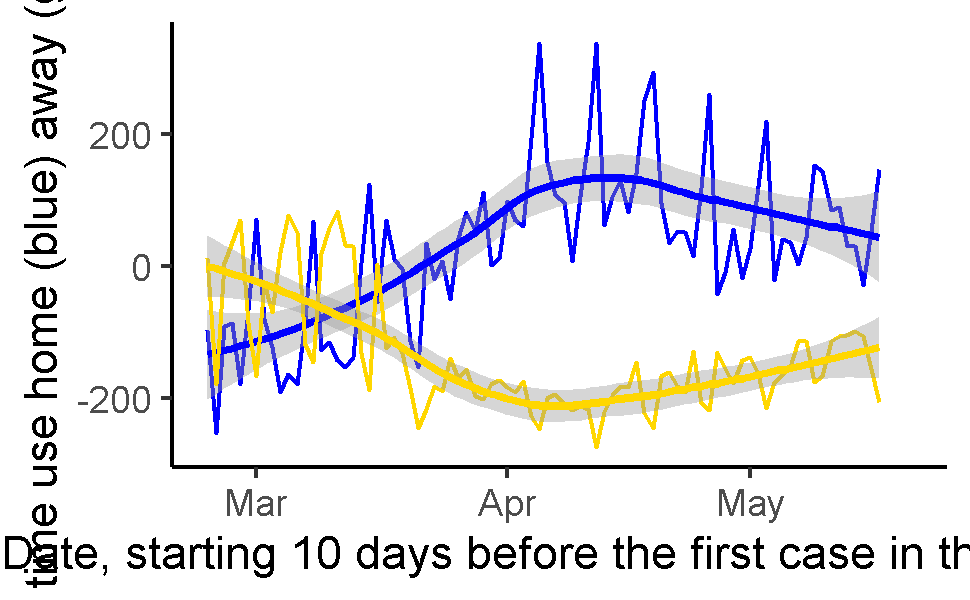 time use home (blue) away (
200
0
-200
Mar Apr May
Date, starting 10 days before the first case in th